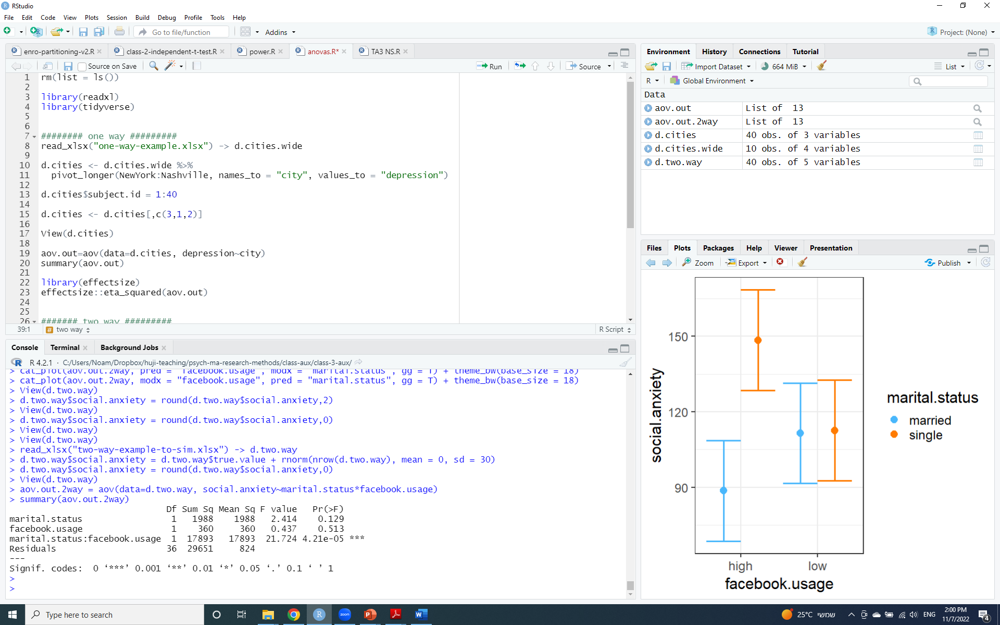 RStudio
File Edit Code View Plots Session Build Debug Profile Tools Help
Go to file/function Addins Project: (None)
enro-partitioning-v2.R class-2-independent-t-test.R power.R anovas.R* TA3 NS.R
Source on Save Run Source
1 rm(list = ls())
2
3 library(readxl)
4 library(tidyverse)
5
6
7 ######## one way #########
8 read_xlsx("one-way-example.xlsx") -> d.cities.wide
9
10 d.cities <- d.cities.wide %>%
11 pivot_longer(NewYork:Nashville, names_to = "city", values_to = "depression")
12
13 d.cities$subject.id = 1:40
14
15 d.cities <- d.cities[,c(3,1,2)]
16
17 View(d.cities)
18
19 aov.out=aov(data=d.cities, depression~city)
20 summary(aov.out)
21
22 library(effectsize)
23 effectsize::eta_squared(aov.out)
24
25
26 ####### two way #########
39:1 # two way R Script
Console Terminal Background Jobs
R 4.2.1 · C:/Users/Noam/Dropbox/huji-teaching/psych-ma-research-methods/class-aux/class-3-aux/
> cat_plot(aov.out.2way, pred = "facebook.usage", modx = "marital.status", gg = T) + theme_bw(base_size = 18)
> cat_plot(aov.out.2way, modx = "facebook.usage", pred = "marital.status", gg = T) + theme_bw(base_size = 18)
> View(d.two.way)
> d.two.way$social.anxiety = round(d.two.way$social.anxiety,2)
> View(d.two.way)
> d.two.way$social.anxiety = round(d.two.way$social.anxiety,0)
> View(d.two.way)
> View(d.two.way)
> read_xlsx("two-way-example-to-sim.xlsx") -> d.two.way
> d.two.way$social.anxiety = d.two.way$true.value + rnorm(nrow(d.two.way), mean = 0, sd = 30)
> d.two.way$social.anxiety = round(d.two.way$social.anxiety,0)
> View(d.two.way)
> aov.out.2way = aov(data=d.two.way, social.anxiety~marital.status*facebook.usage)
> summary(aov.out.2way)
Df Sum Sq Mean Sq F value Pr(>F)
marital.status 1 1988 1988 2.414 0.129
facebook.usage 1 360 360 0.437 0.513
marital.status:facebook.usage 1 17893 17893 21.724 4.21e-05 ***
Residuals 36 29651 824
---
Signif. codes: 0 ‘***’ 0.001 ‘**’ 0.01 ‘*’ 0.05 ‘.’ 0.1 ‘ ’ 1
>
>
Environment History Connections Tutorial
Import Dataset 664 MiB List
R Global Environment
Data
aov.out List of 13
aov.out.2way List of 13
d.cities 40 obs. of 3 variables
d.cities.wide 10 obs. of 4 variables
d.two.way 40 obs. of 5 variables
Files Plots Packages Help Viewer Presentation
Zoom Export Publish
150
120
90
social.anxiety
high low
facebook.usage
marital.status
married
single
Type here to search
zoom
25°C שמשי
ENG
2:00 PM
11/7/2022
4